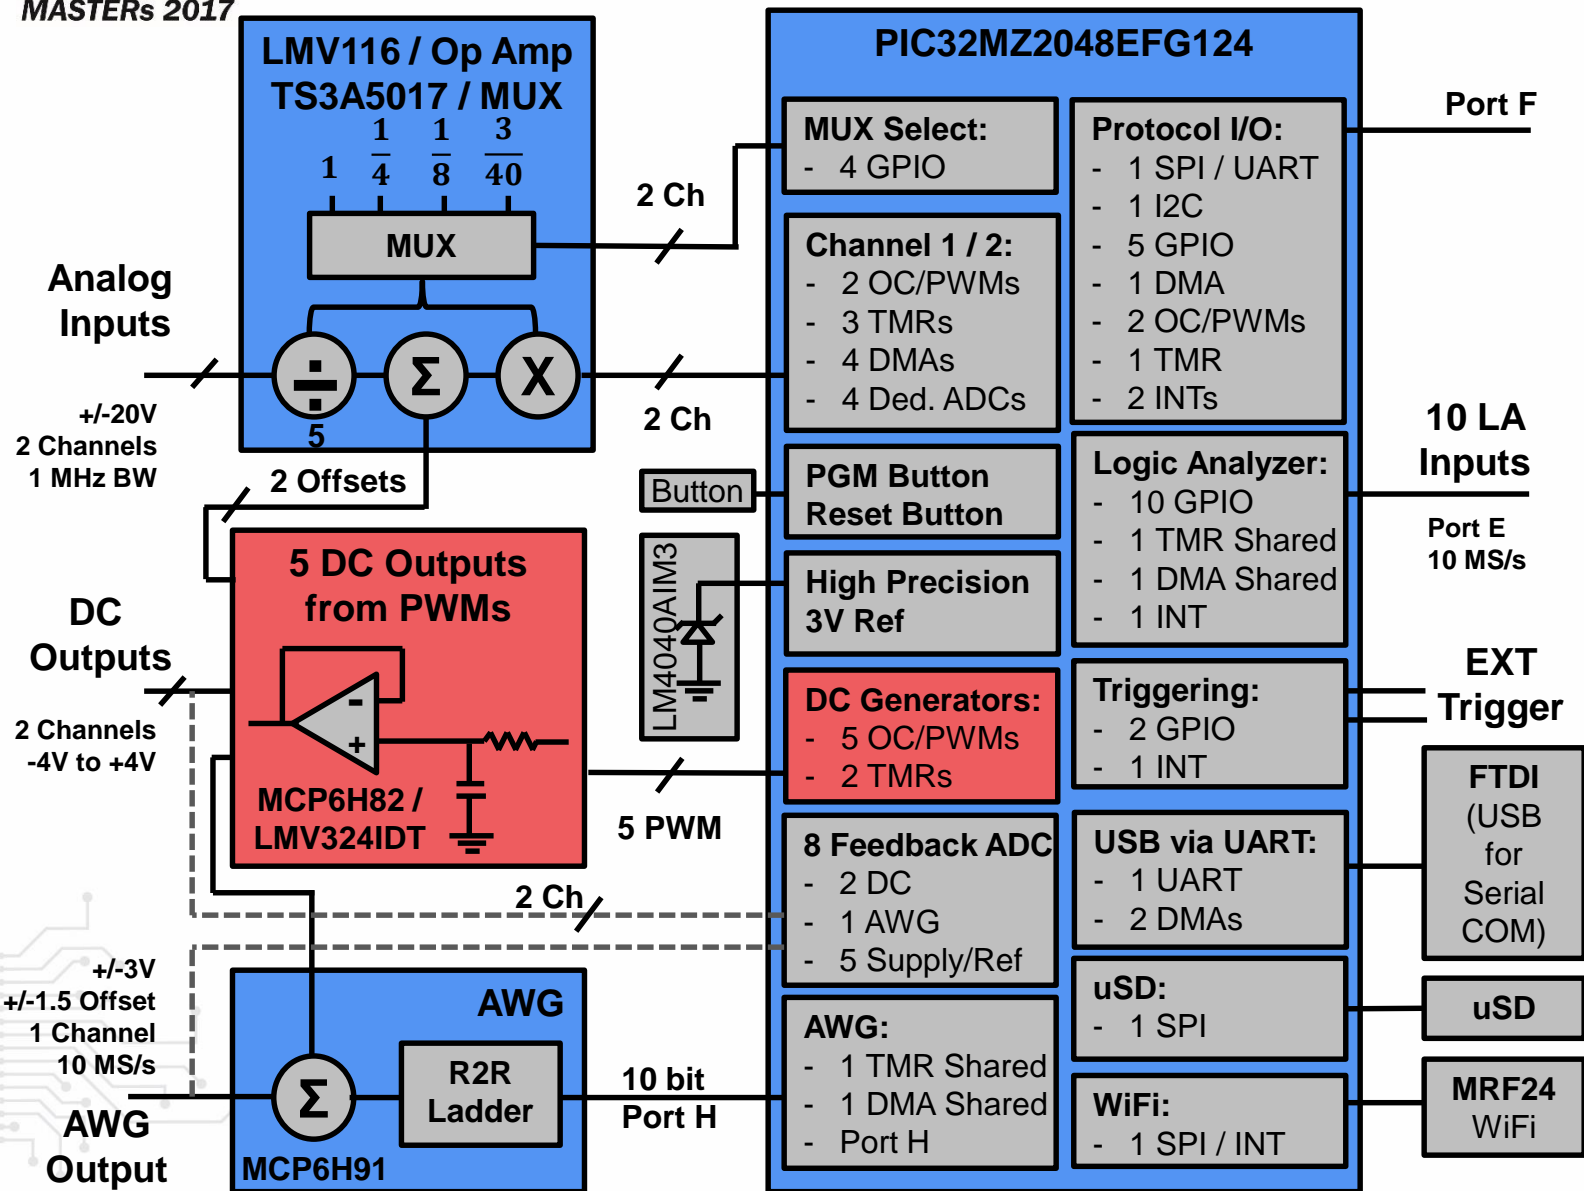 MASTERs 2017
LMV116 / Op Amp
TS3A5017 / MUX
1 1/4 1/8 3/40
MUX
÷ Σ X
5
Analog
Inputs
+/-20V
2 Channels
1 MHz BW
2 Ch
2 Ch
2 Offsets
5 DC Outputs
from PWMs
-
+
MCP6H82 /
LMV324IDT
DC
Outputs
2 Channels
-4V to +4V
5 PWM
2 Ch
+/-3V
+/-1.5 Offset
1 Channel
10 MS/s
AWG
Output
AWG
Σ
R2R
Ladder
MCP6H91
10 bit
Port H
Button
LM4040AIM3
PIC32MZ2048EFG124
MUX Select:
- 4 GPIO
Channel 1 / 2:
- 2 OC/PWMs
- 3 TMRs
- 4 DMAs
- 4 Ded. ADCs
PGM Button
Reset Button
High Precision
3V Ref
DC Generators:
- 5 OC/PWMs
- 2 TMRs
8 Feedback ADC
- 2 DC
- 1 AWG
- 5 Supply/Ref
AWG:
- 1 TMR Shared
- 1 DMA Shared
- Port H
Protocol I/O:
- 1 SPI / UART
- 1 I2C
- 5 GPIO
- 1 DMA
- 2 OC/PWMs
- 1 TMR
- 2 INTs
Logic Analyzer:
- 10 GPIO
- 1 TMR Shared
- 1 DMA Shared
- 1 INT
Triggering:
- 2 GPIO
- 1 INT
USB via UART:
- 1 UART
- 2 DMAs
uSD:
- 1 SPI
WiFi:
- 1 SPI / INT
Port F
10 LA
Inputs
Port E
10 MS/s
EXT
Trigger
FTDI
(USB
for
Serial
COM)
uSD
MRF24
WiFi